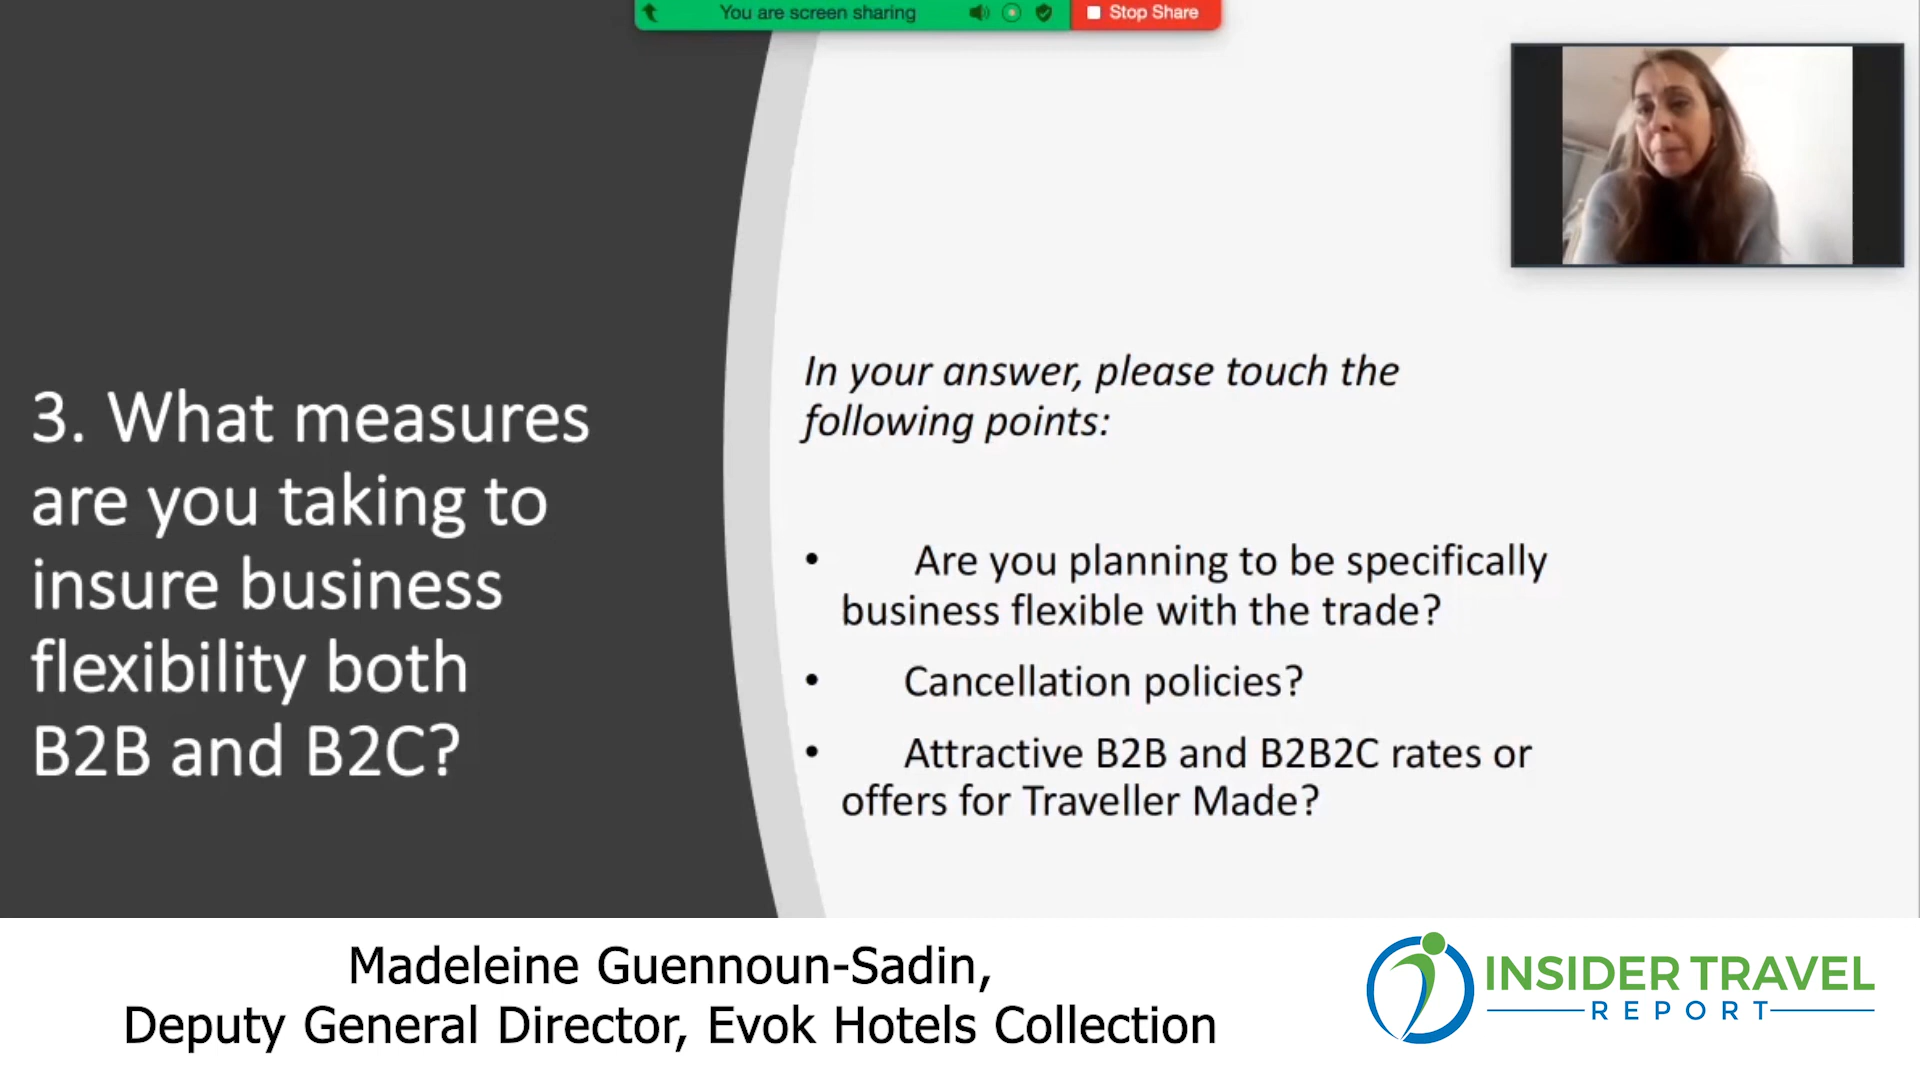 You are screen sharing
Stop Share
3. What measures
are you taking to
insure business
flexibility both
B2B and B2C?
In your answer, please touch the
following points:
• Are you planning to be specifically
business flexible with the trade?
• Cancellation policies?
• Attractive B2B and B2B2C rates or
offers for Traveller Made?
Madeleine Guennoun-Sadin,
Deputy General Director, Evok Hotels Collection
INSIDER TRAVEL
REPORT